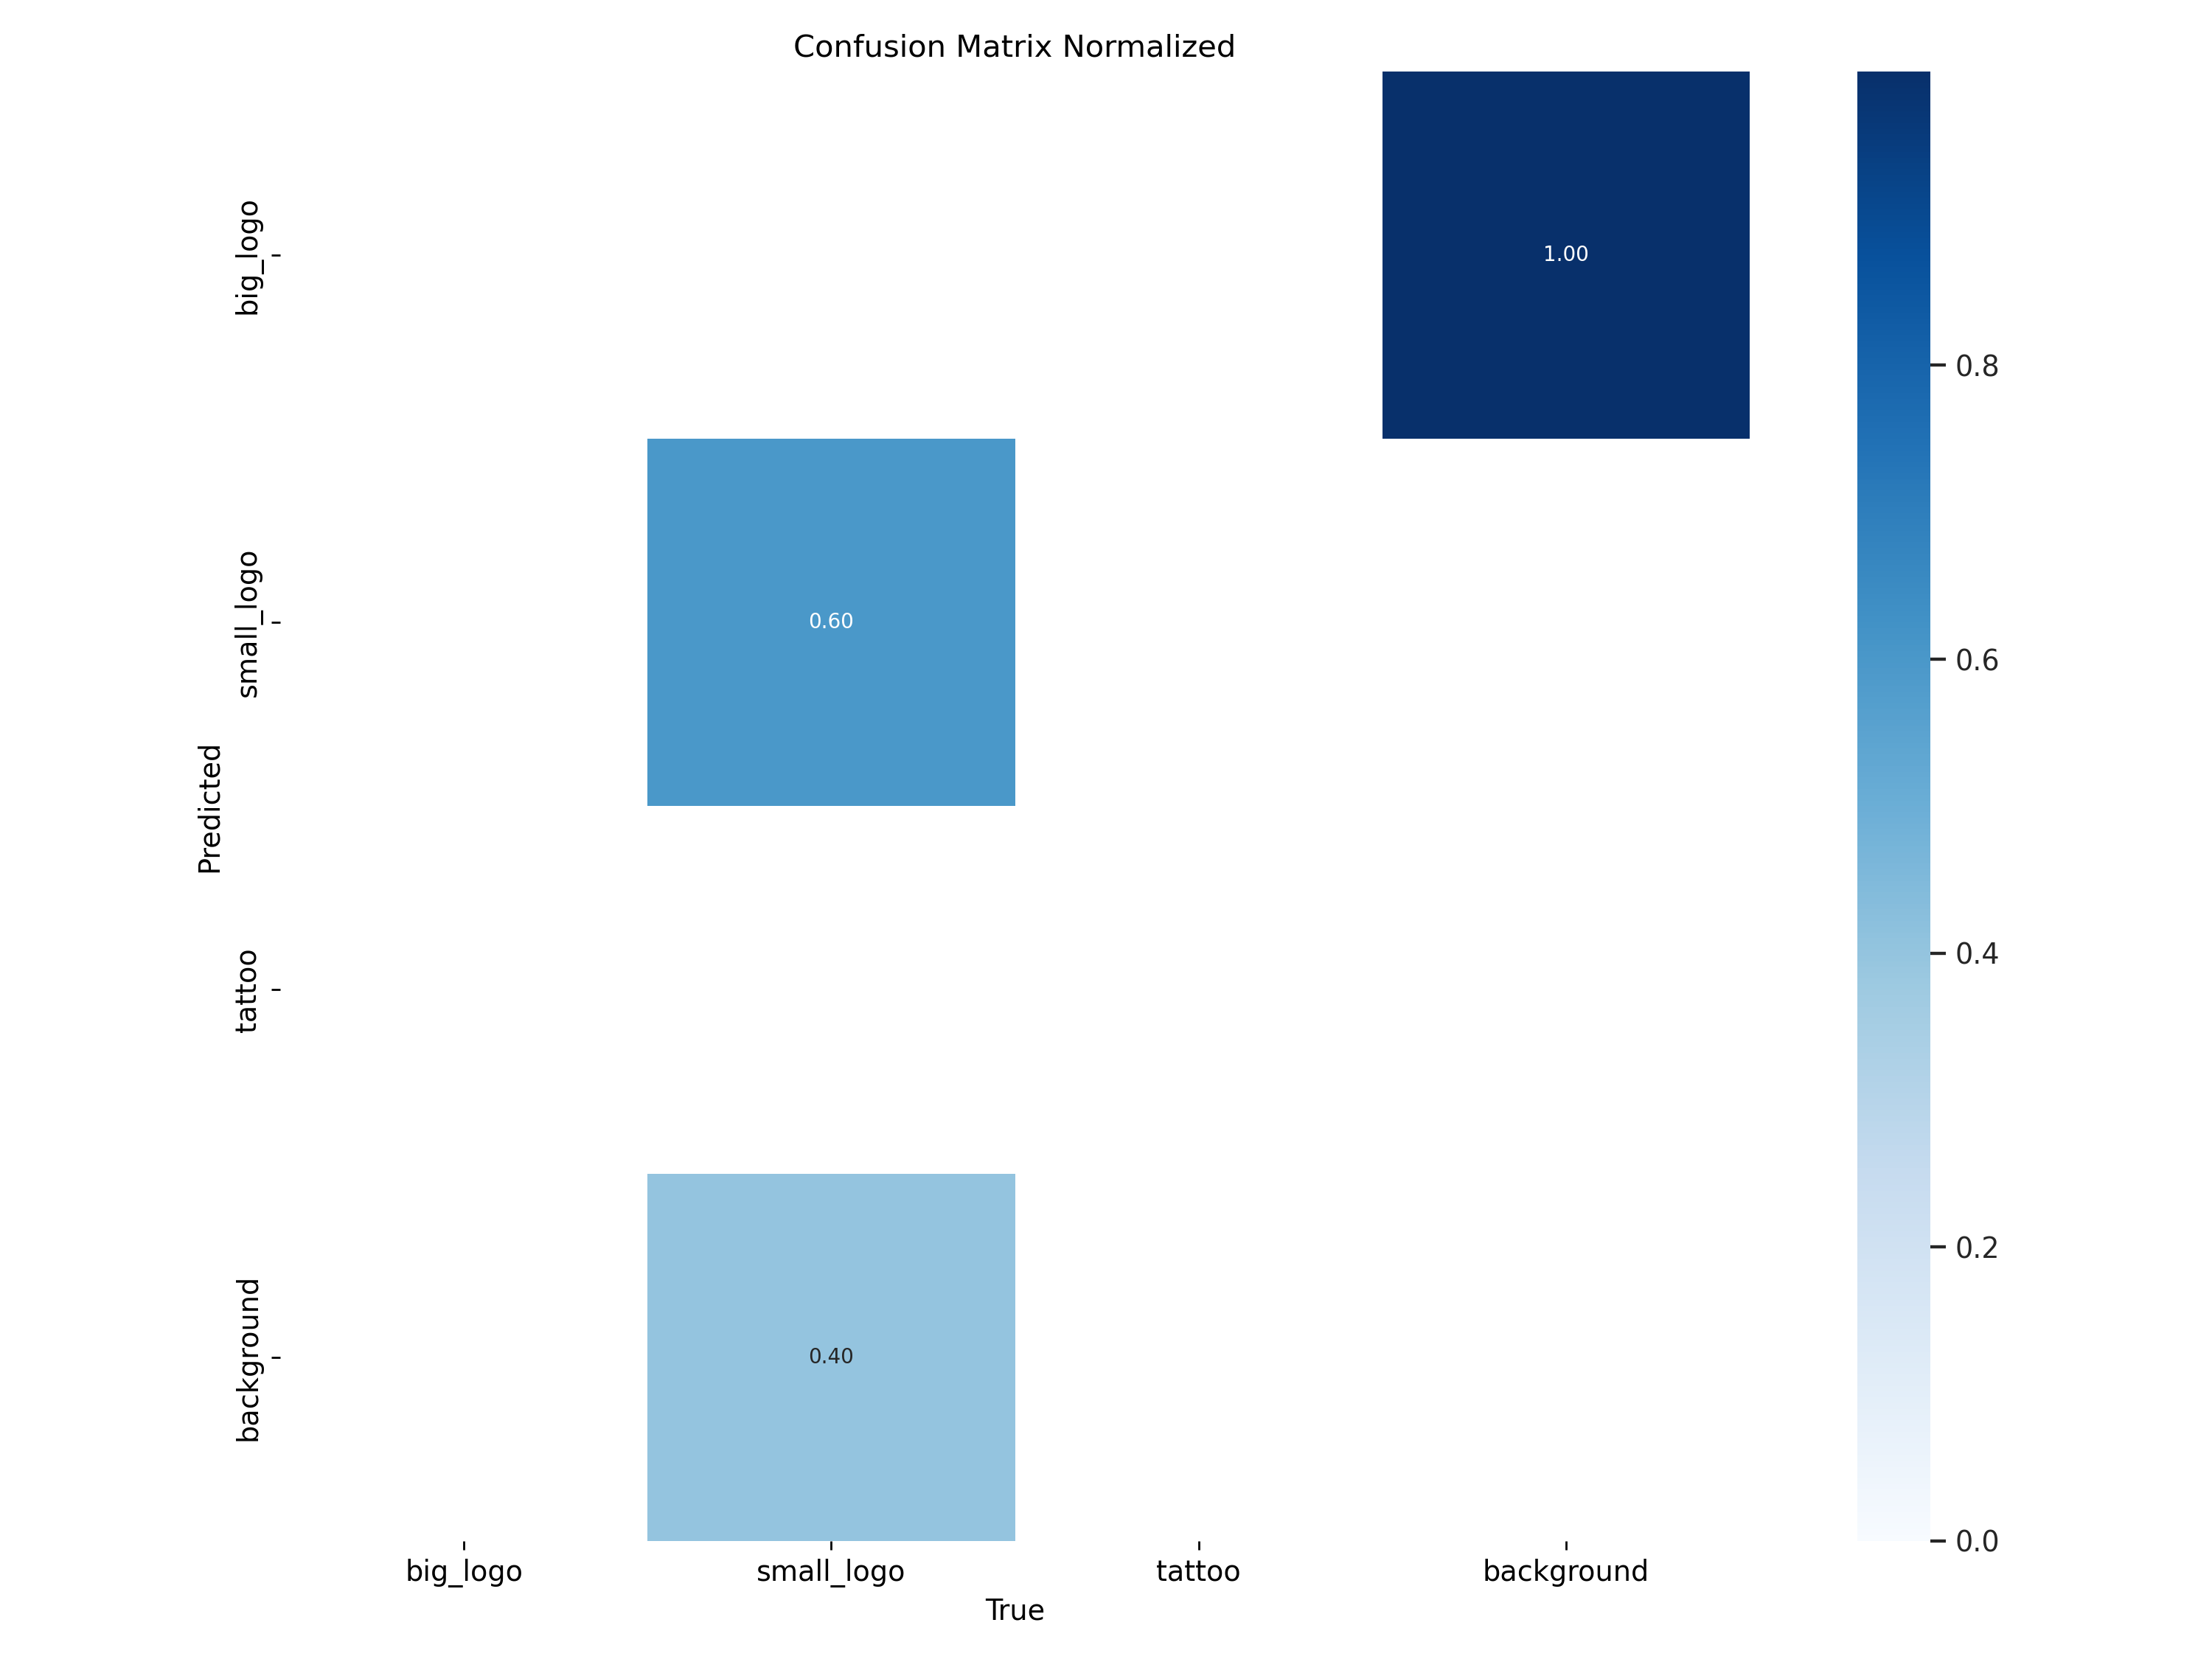 Confusion Matrix Normalized
big_logo
small_logo
tattoo
background
Predicted
1.00
0.60
0.40
big_logo
small_logo
tattoo
background
True
0.8
0.6
0.4
0.2
0.0